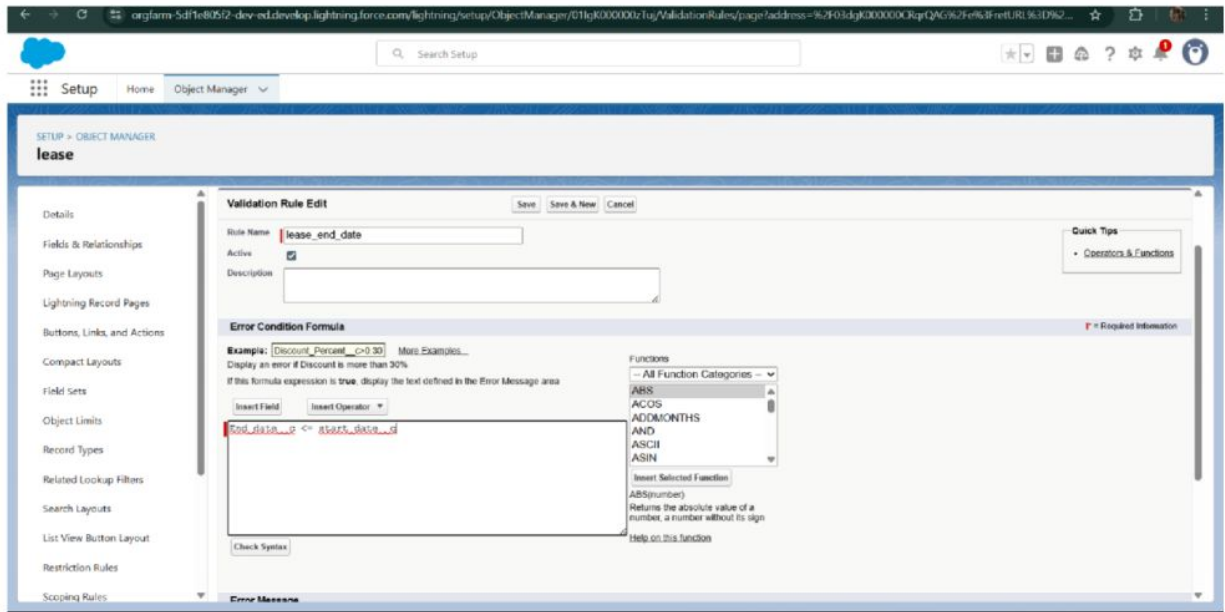 orgfarm-5df1e805f2-dev-ed.develop.lightning.force.com/lightning/setup/ObjectManager/01IgK000000zTuj/ValidationRules/page?address=%2F03dgK000000CRqrQAG%2Fe%3FretURL%3D%2...
Search Setup
Setup
Home
Object Manager
SETUP > OBJECT MANAGER
lease
Details
Fields & Relationships
Page Layouts
Lightning Record Pages
Buttons, Links, and Actions
Compact Layouts
Field Sets
Object Limits
Record Types
Related Lookup Filters
Search Layouts
List View Button Layout
Restriction Rules
Scoping Rules
Validation Rule Edit
Save
Save & New
Cancel
Rule Name
lease_end_date
Active
Description
Quick Tips
• Operators & Functions
Error Condition Formula
= Required Information
Example: Discount_Percent__c>0.30 More Examples...
Display an error if Discount is more than 30%
If this formula expression is true, display the text defined in the Error Message area
Insert Field
Insert Operator
End_date__c <= start_date__c
Check Syntax
Functions
-- All Function Categories --
ABS
ACOS
ADDMONTHS
AND
ASCII
ASIN
Insert Selected Function
ABS(number)
Returns the absolute value of a
number, a number without its sign
Help on this function
Error Message